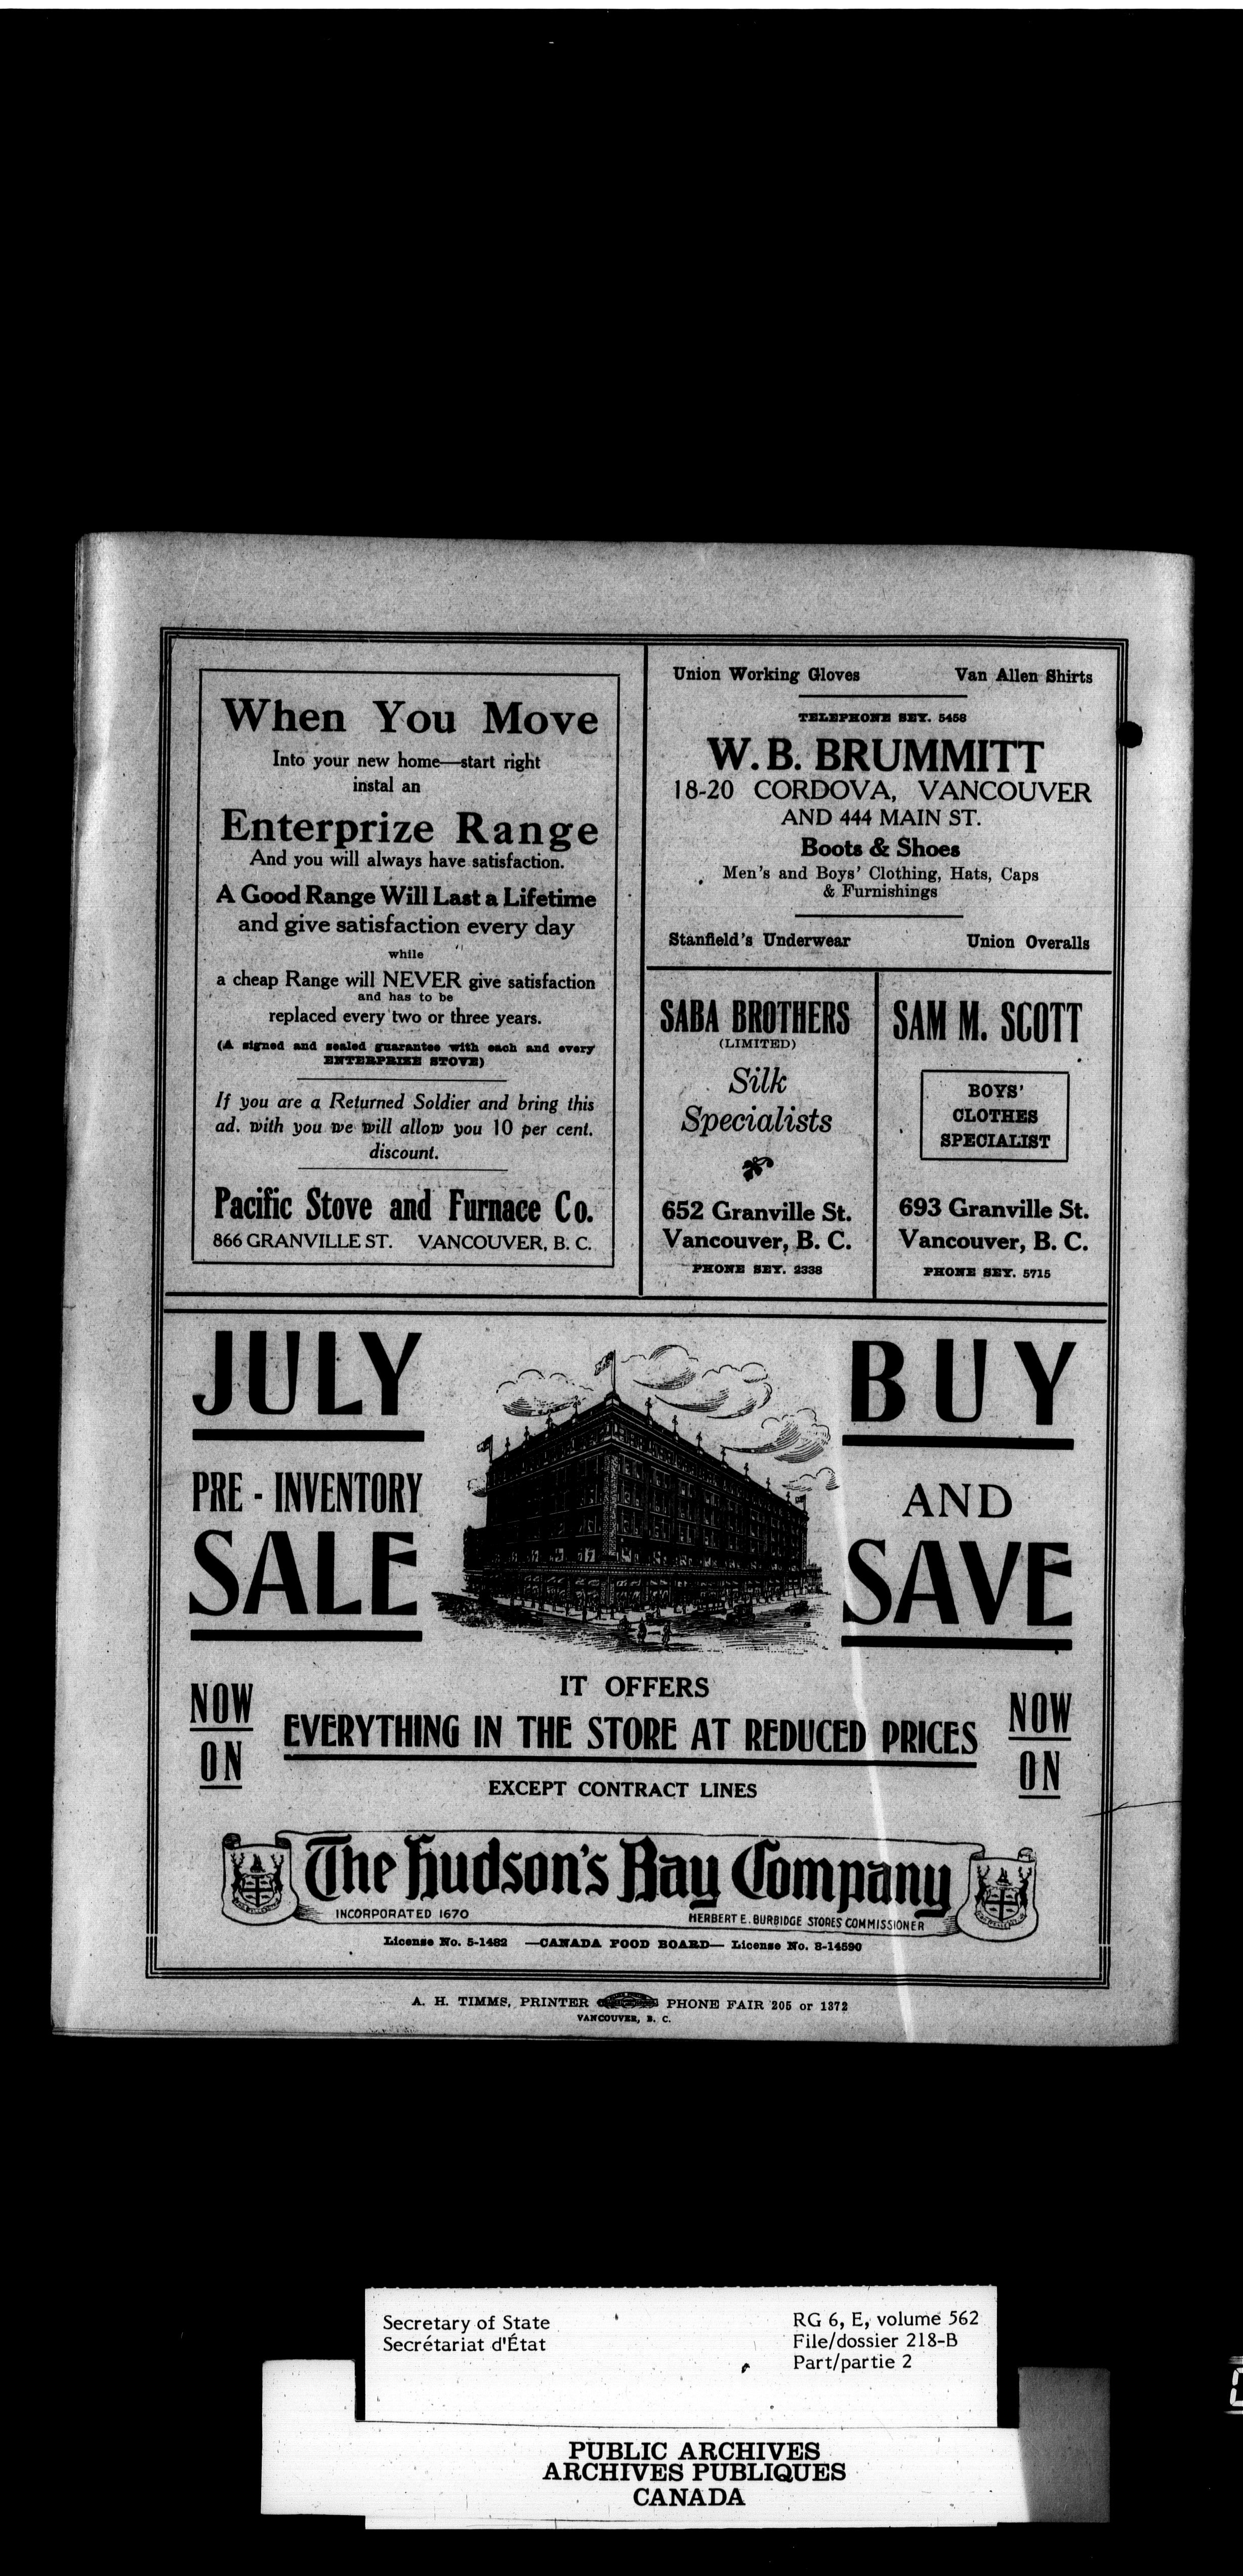 When You Move
Into your new home—start right
instal an
Enterprize Range
And you will always have satisfaction.
A Good Range Will Last a Lifetime
and give satisfaction every day
while
a cheap Range will NEVER give satisfaction
and has to be
replaced every two or three years.
(A signed and sealed guarantee with each and every
ENTERPRIZE STOVE)
If you are a Returned Soldier and bring this
ad. with you we will allow you 10 per cent.
discount.
Pacific Stove and Furnace Co.
866 GRANVILLE ST. VANCOUVER, B. C.
Union Working Gloves Van Allen Shirts
TELEPHONE SEY. 5458
W. B. BRUMMITT
18-20 CORDOVA, VANCOUVER
AND 444 MAIN ST.
Boots & Shoes
Men's and Boys' Clothing, Hats, Caps
& Furnishings
Stanfield's Underwear Union Overalls
SABA BROTHERS
(LIMITED)
Silk
Specialists
652 Granville St.
Vancouver, B. C.
PHONE SEY. 2338
SAM M. SCOTT
BOYS'
CLOTHES
SPECIALIST
693 Granville St.
Vancouver, B. C.
PHONE SEY. 5715
JULY
PRE - INVENTORY
SALE
BUY
AND
SAVE
NOW
ON
IT OFFERS
EVERYTHING IN THE STORE AT REDUCED PRICES
EXCEPT CONTRACT LINES
NOW
ON
The Hudson's Bay Company
INCORPORATED 1670 HERBERT E. BURBIDGE STORES COMMISSIONER
License No. 5-1482 —CANADA FOOD BOARD— License No. 8-14590
A. H. TIMMS, PRINTER PHONE FAIR 205 or 1372
VANCOUVER, B. C.
Secretary of State
Secrétariat d'État
RG 6, E, volume 562
File/dossier 218-B
Part/partie 2
PUBLIC ARCHIVES
ARCHIVES PUBLIQUES
CANADA